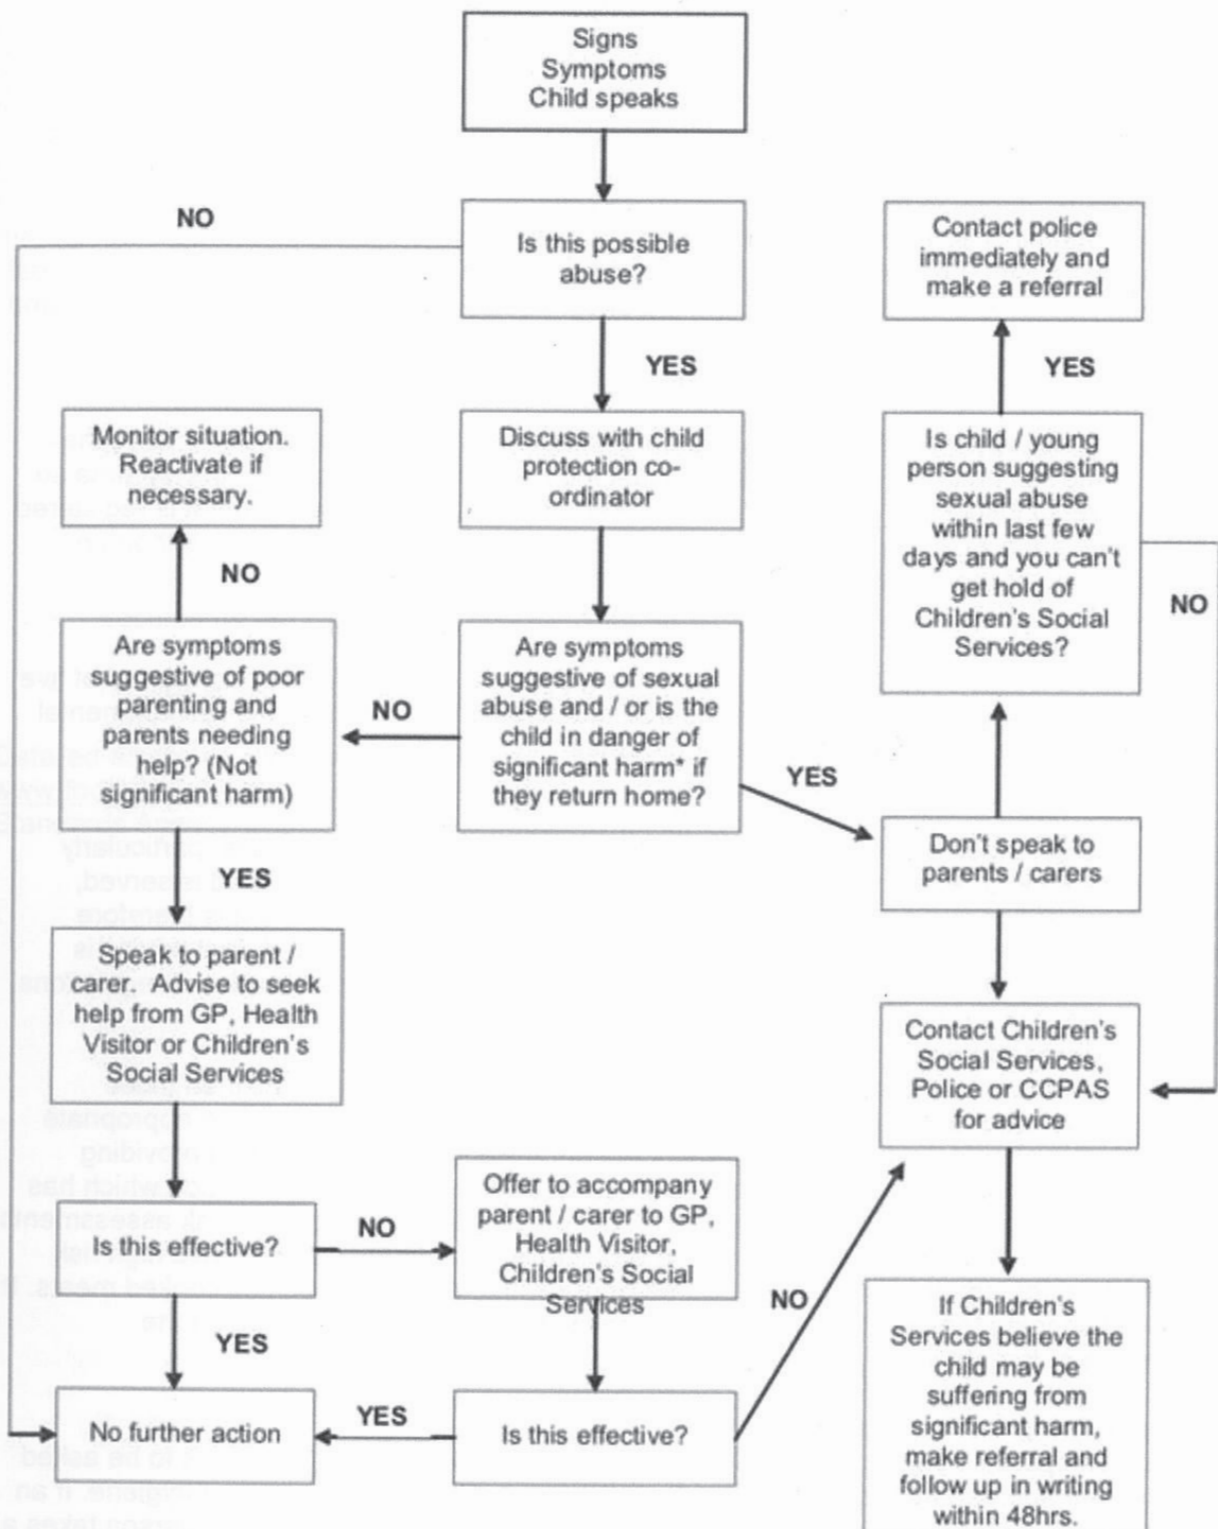 Signs
Symptoms
Child speaks
NO
Is this possible
abuse?
Contact police
immediately and
make a referral
YES
YES
Monitor situation.
Reactivate if
necessary.
Discuss with child
protection co-
ordinator
Is child / young
person suggesting
sexual abuse
within last few
days and you can't
get hold of
Children's Social
Services?
NO
NO
Are symptoms
suggestive of poor
parenting and
parents needing
help? (Not
significant harm)
NO
Are symptoms
suggestive of sexual
abuse and / or is the
child in danger of
significant harm* if
they return home?
YES
Don't speak to
parents / carers
YES
Speak to parent /
carer. Advise to seek
help from GP, Health
Visitor or Children's
Social Services
Contact Children's
Social Services,
Police or CCPAS
for advice
Is this effective?
NO
Offer to accompany
parent / carer to GP,
Health Visitor,
Children's Social
Services
NO
YES
If Children's
Services believe the
child may be
suffering from
significant harm,
make referral and
follow up in writing
within 48hrs.
No further action
YES
Is this effective?